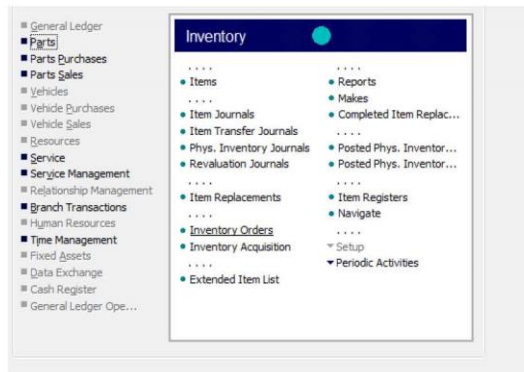 General Ledger
Parts
Parts Purchases
Parts Sales
Vehicles
Vehicle Purchases
Vehicle Sales
Resources
Service
Service Management
Relationship Management
Branch Transactions
Human Resources
Time Management
Fixed Assets
Data Exchange
Cash Register
General Ledger Ope...
Inventory
. . . .
Items
. . . .
Item Journals
Item Transfer Journals
Phys. Inventory Journals
Revaluation Journals
. . . .
Item Replacements
. . . .
Inventory Orders
Inventory Acquisition
. . . .
Extended Item List
. . . .
Reports
Makes
Completed Item Replac...
. . . .
Posted Phys. Inventor...
Posted Phys. Inventor...
. . . .
Item Registers
Navigate
. . . .
Setup
Periodic Activities